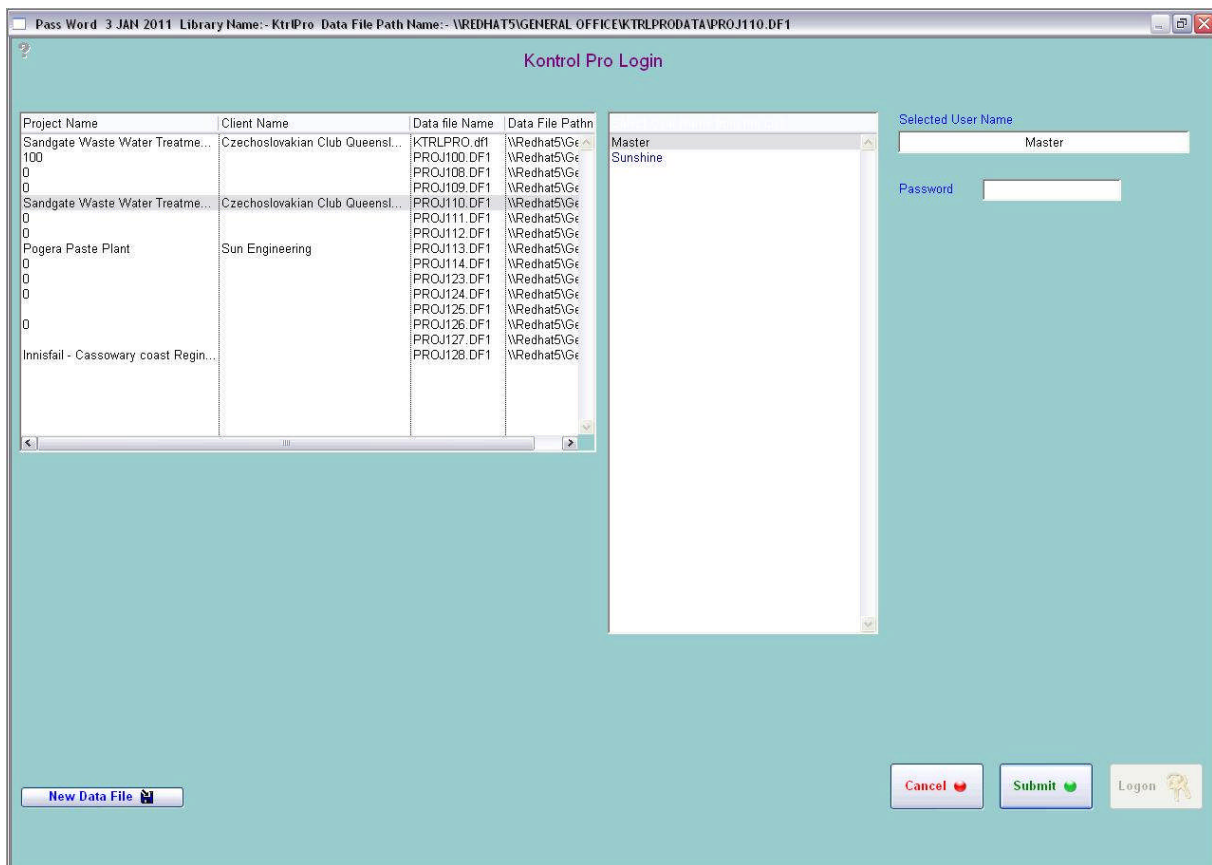 Pass Word 3 JAN 2011 Library Name:- KtrlPro Data File Path Name:- \\REDHAT5\GENERAL OFFICE\KTRLPRODATA\PROJ110.DF1
?
Kontrol Pro Login
Project Name Client Name Data file Name Data File Pathn
Sandgate Waste Water Treatme... Czechoslovakian Club Queensl... KTRLPRO.df1 \\Redhat5\Ge
100 PROJ100.DF1 \\Redhat5\Ge
0 PROJ108.DF1 \\Redhat5\Ge
0 PROJ109.DF1 \\Redhat5\Ge
Sandgate Waste Water Treatme... Czechoslovakian Club Queensl... PROJ110.DF1 \\Redhat5\Ge
0 PROJ111.DF1 \\Redhat5\Ge
0 PROJ112.DF1 \\Redhat5\Ge
Pogera Paste Plant Sun Engineering PROJ113.DF1 \\Redhat5\Ge
0 PROJ114.DF1 \\Redhat5\Ge
0 PROJ123.DF1 \\Redhat5\Ge
0 PROJ124.DF1 \\Redhat5\Ge
PROJ125.DF1 \\Redhat5\Ge
0 PROJ126.DF1 \\Redhat5\Ge
PROJ127.DF1 \\Redhat5\Ge
Innisfail - Cassowary coast Regin... PROJ128.DF1 \\Redhat5\Ge
Master
Sunshine
Selected User Name
Master
Password
New Data File
Cancel
Submit
Logon